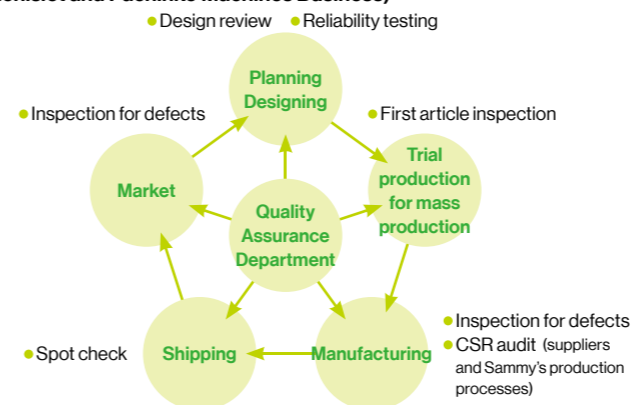 ● Design review ● Reliability testing
Planning
Designing
● Inspection for defects
● First article inspection
Market
Trial
production
for mass
production
Quality
Assurance
Department
● Inspection for defects
● CSR audit (suppliers
and Sammy's production
processes)
● Spot check
Shipping
Manufacturing